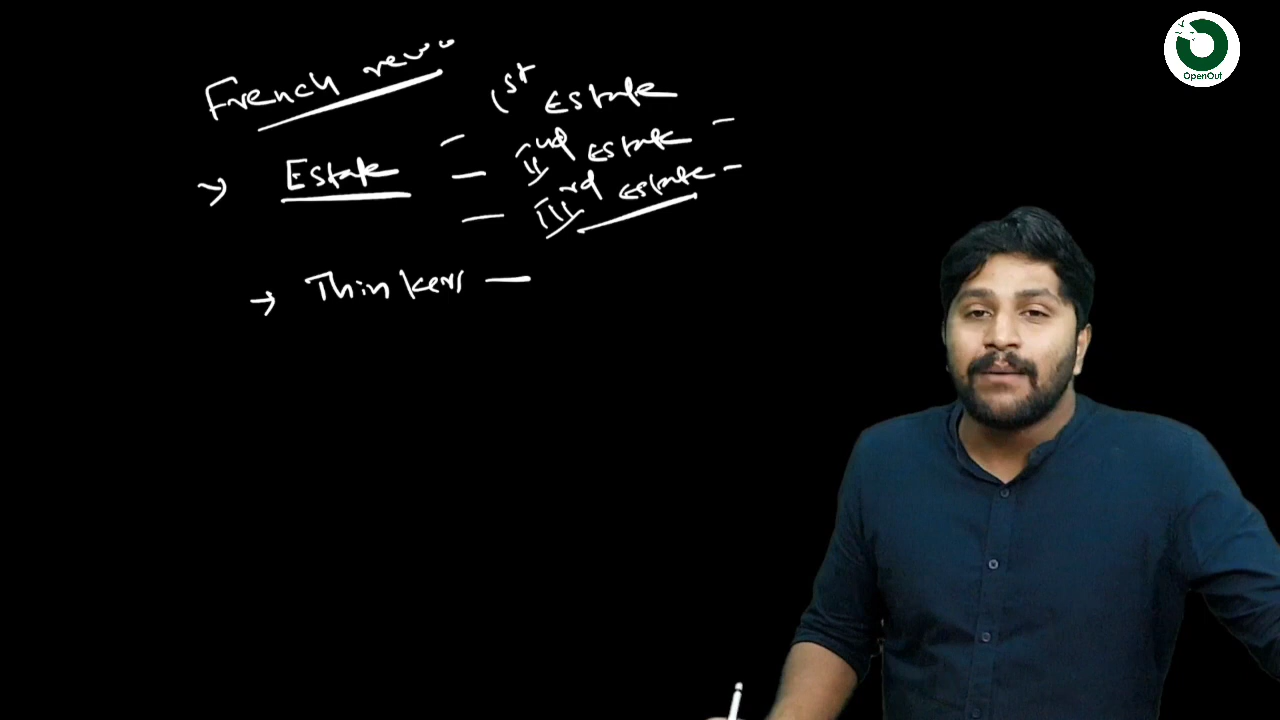 French revo
→ Estate - 1st Estate -
- IInd Estate -
- IIIrd Estate -
→ Thinkers -
OpenOut